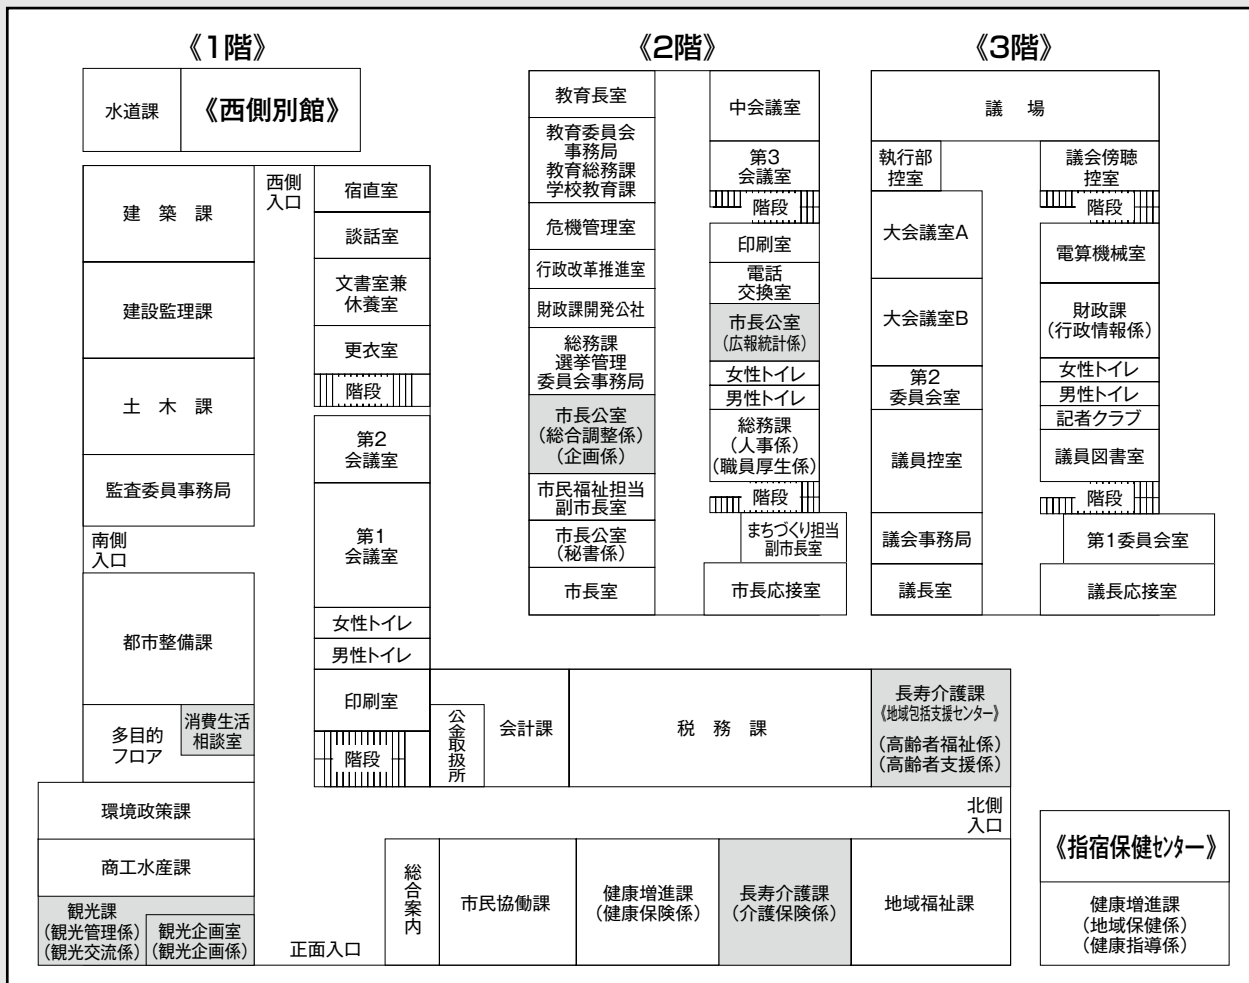 《1階》
水道課
《西側別館》
建築課
建設監理課
土木課
監査委員事務局
南側
入口
都市整備課
多目的
フロア
消費生活
相談室
環境政策課
商工水産課
観光課
(観光管理係)
(観光交流係)
観光企画室
(観光企画係)
西側
入口
宿直室
談話室
文書室兼
休養室
更衣室
階段
第2
会議室
第1
会議室
女性トイレ
男性トイレ
印刷室
階段
公金取扱所
会計課
税務課
長寿介護課
《地域包括支援センター》
(高齢者福祉係)
(高齢者支援係)
北側
入口
正面入口
総合案内
市民協働課
健康増進課
(健康保険係)
長寿介護課
(介護保険係)
地域福祉課
《2階》
教育長室
教育委員会
事務局
教育総務課
学校教育課
危機管理室
行政改革推進室
財政課開発公社
総務課
選挙管理
委員会事務局
市長公室
(総合調整係)
(企画係)
市民福祉担当
副市長室
市長公室
(秘書係)
市長室
中会議室
第3
会議室
階段
印刷室
電話
交換室
市長公室
(広報統計係)
女性トイレ
男性トイレ
総務課
(人事係)
(職員厚生係)
階段
まちづくり担当
副市長室
市長応接室
《3階》
議場
執行部
控室
大会議室A
大会議室B
第2
委員会室
議員控室
議会事務局
議長室
議会傍聴
控室
階段
電算機械室
財政課
(行政情報係)
女性トイレ
男性トイレ
記者クラブ
議員図書室
階段
第1委員会室
議長応接室
《指宿保健センター》
健康増進課
(地域保健係)
(健康指導係)